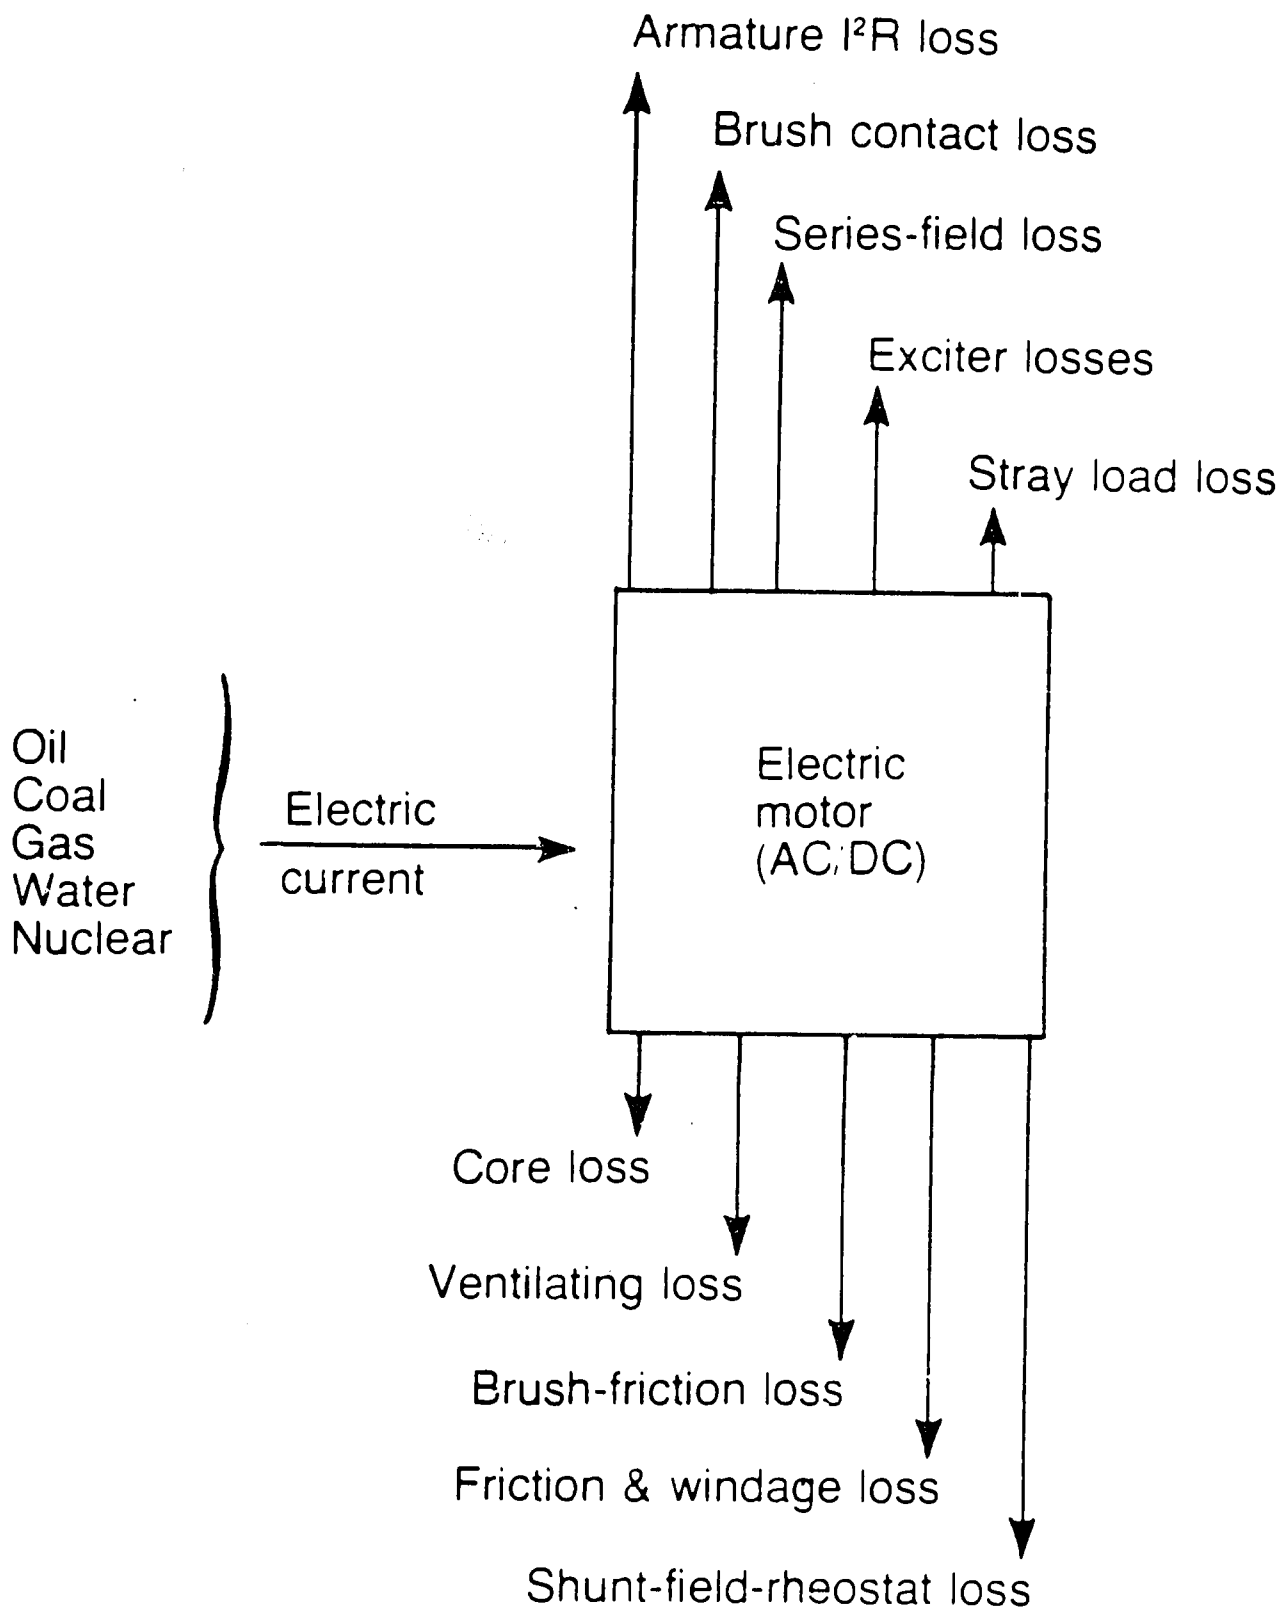 Armature I²R loss
Brush contact loss
Series-field loss
Exciter losses
Stray load loss
Oil
Coal
Gas
Water
Nuclear
Electric
current
Electric
motor
(AC/DC)
Core loss
Ventilating loss
Brush-friction loss
Friction & windage loss
Shunt-field-rheostat loss